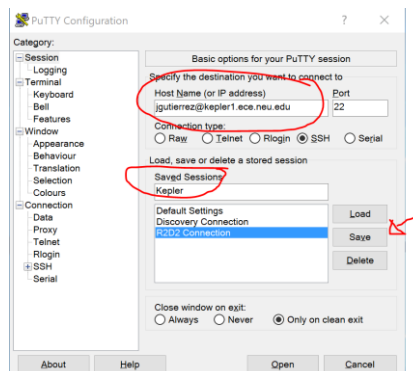 PuTTY Configuration ? ×
Category:
Session
Logging
Terminal
Keyboard
Bell
Features
Window
Appearance
Behaviour
Translation
Selection
Colours
Connection
Data
Proxy
Telnet
Rlogin
SSH
Serial
Basic options for your PuTTY session
Specify the destination you want to connect to
Host Name (or IP address) Port
jgutierrez@kepler1.ece.neu.edu 22
Connection type:
Raw Telnet Rlogin SSH Serial
Load, save or delete a stored session
Saved Sessions
Kepler
Default Settings
Discovery Connection
R2D2 Connection
Load
Save
Delete
Close window on exit:
Always Never Only on clean exit
About Help Open Cancel